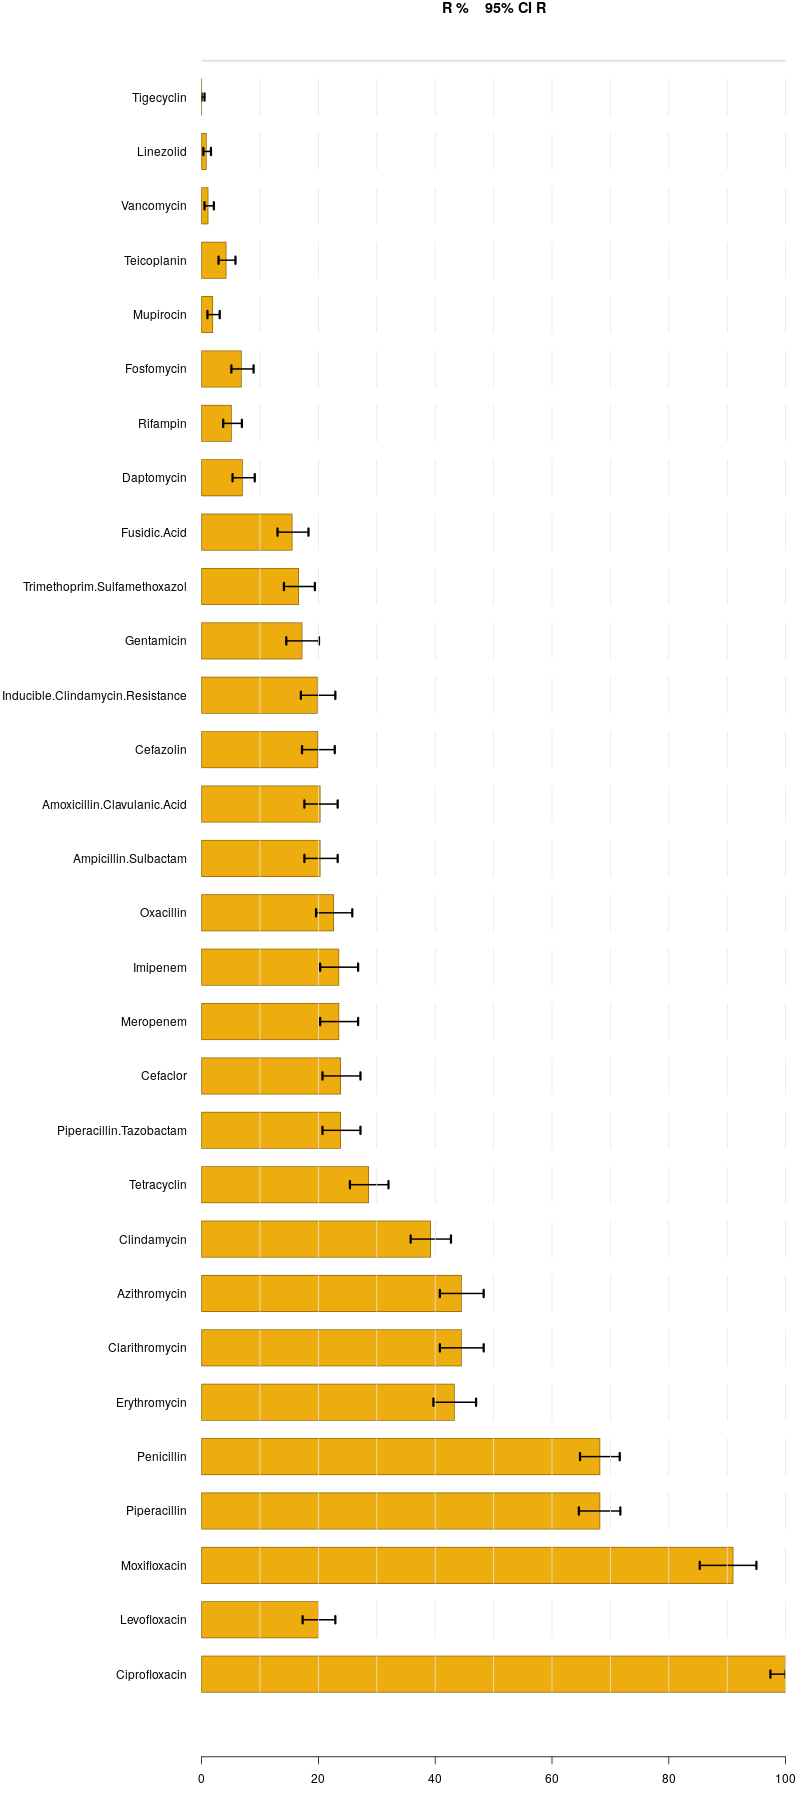 R % 95% CI R
Tigecyclin
Linezolid
Vancomycin
Teicoplanin
Mupirocin
Fosfomycin
Rifampin
Daptomycin
Fusidic.Acid
Trimethoprim.Sulfamethoxazol
Gentamicin
Inducible.Clindamycin.Resistance
Cefazolin
Amoxicillin.Clavulanic.Acid
Ampicillin.Sulbactam
Oxacillin
Imipenem
Meropenem
Cefaclor
Piperacillin.Tazobactam
Tetracyclin
Clindamycin
Azithromycin
Clarithromycin
Erythromycin
Penicillin
Piperacillin
Moxifloxacin
Levofloxacin
Ciprofloxacin
0 20 40 60 80 100